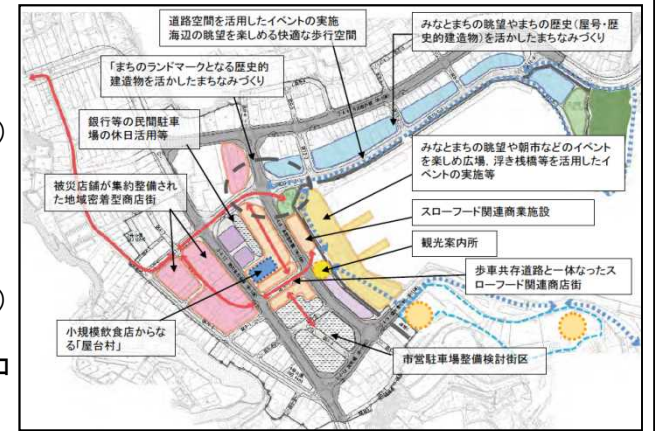 道路空間を活用したイベントの実施
海辺の眺望を楽しめる快適な歩行空間
みなとまちの眺望やまちの歴史（屋号・歴
史的建造物）を活かしたまちなみづくり
「まちのランドマークとなる歴史的
建造物を活かしたまちなみづくり
銀行等の民間駐車
場の休日活用等
みなとまちの眺望や朝市などのイベント
を楽しめ広場、浮き桟橋等を活用したイ
ベントの実施等
被災店舗が集約整備され
た地域密着型商店街
スローフード関連商業施設
観光案内所
歩車共存道路と一体なったス
ローフード関連商店街
小規模飲食店からな
る「屋台村」
市営駐車場整備検討街区
）
）
ロ